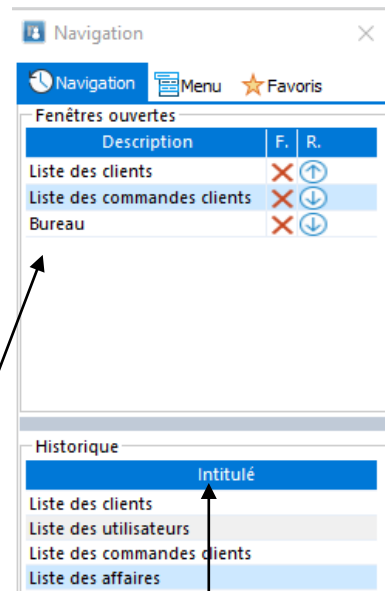 Navigation
Navigation Menu Favoris
Fenêtres ouvertes
Description F. R.
Liste des clients
Liste des commandes clients
Bureau
Historique
Intitulé
Liste des clients
Liste des utilisateurs
Liste des commandes clients
Liste des affaires